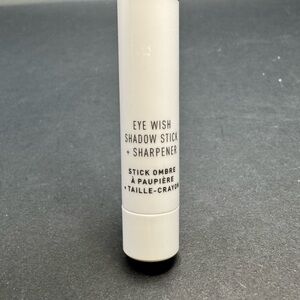 EYE WISH
SHADOW STICK
+ SHARPENER
STICK OMBRE
À PAUPIÈRE
+ TAILLE-CRAYON